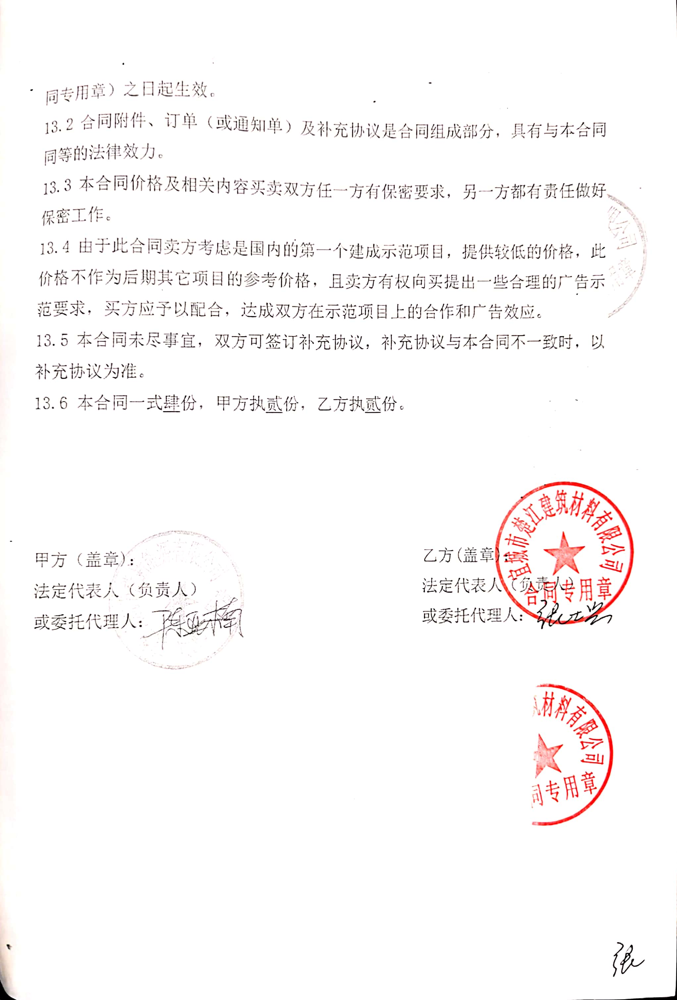 同专用章）之日起生效。
13.2 合同附件、订单（或通知单）及补充协议是合同组成部分，具有与本合同
同等的法律效力。
13.3 本合同价格及相关内容买卖双方任一方有保密要求，另一方都有责任做好
保密工作。
13.4 由于此合同卖方考虑是国内的第一个建成示范项目，提供较低的价格，此
价格不作为后期其它项目的参考价格，且卖方有权向买提出一些合理的广告示
范要求，买方应予以配合，达成双方在示范项目上的合作和广告效应。
13.5 本合同未尽事宜，双方可签订补充协议，补充协议与本合同不一致时，以
补充协议为准。
13.6 本合同一式肆份，甲方执贰份，乙方执贰份。
限公司
章
甲方（盖章）：
法定代表人（负责人）
或委托代理人：陈亚楠
乙方(盖章)：
法定代表人（负责人）
或委托代理人：张士兴
宜城市楚江建筑材料有限公司
合同专用章
材料有限公司
同专用章
张